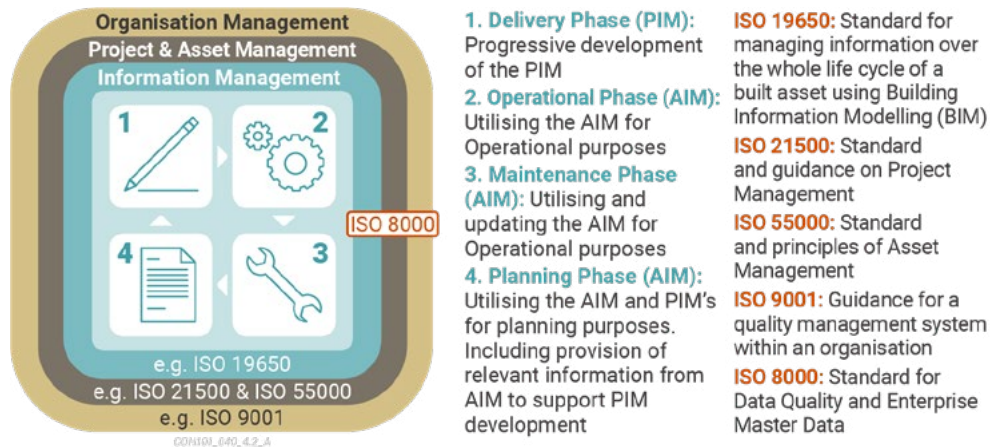 Organisation Management
Project & Asset Management
Information Management
1
2
ISO 8000
4
3
e.g. ISO 19650
e.g. ISO 21500 & ISO 55000
e.g. ISO 9001
1. Delivery Phase (PIM):
Progressive development
of the PIM
2. Operational Phase (AIM):
Utilising the AIM for
Operational purposes
3. Maintenance Phase
(AIM): Utilising and
updating the AIM for
Operational purposes
4. Planning Phase (AIM):
Utilising the AIM and PIM's
for planning purposes.
Including provision of
relevant information from
AIM to support PIM
development
ISO 19650: Standard for
managing information over
the whole life cycle of a
built asset using Building
Information Modelling (BIM)
ISO 21500: Standard
and guidance on Project
Management
ISO 55000: Standard
and principles of Asset
Management
ISO 9001: Guidance for a
quality management system
within an organisation
ISO 8000: Standard for
Data Quality and Enterprise
Master Data